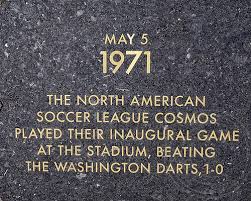 MAY 5
1971
THE NORTH AMERICAN
SOCCER LEAGUE COSMOS
PLAYED THEIR INAUGURAL GAME
AT THE STADIUM, BEATING
THE WASHINGTON DARTS, 1-0